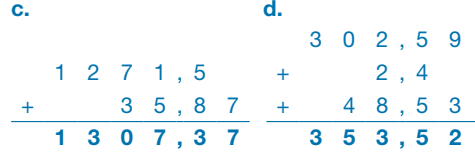 c.
1 2 7 1 , 5
+ 3 5 , 8 7
1 3 0 7 , 3 7
d.
3 0 2 , 5 9
+ 2 , 4
+ 4 8 , 5 3
3 5 3 , 5 2